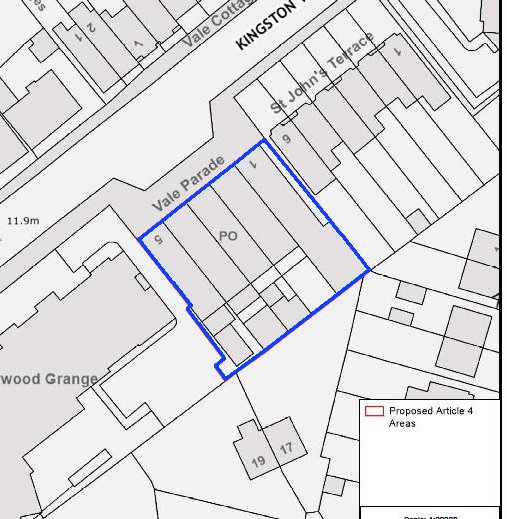 2
1
Vale Cottag
KINGSTON
St John's Terrace
1
6
Vale Parade
1
11.9m
5
PO
wood Grange
Proposed Article 4
Areas
19
17